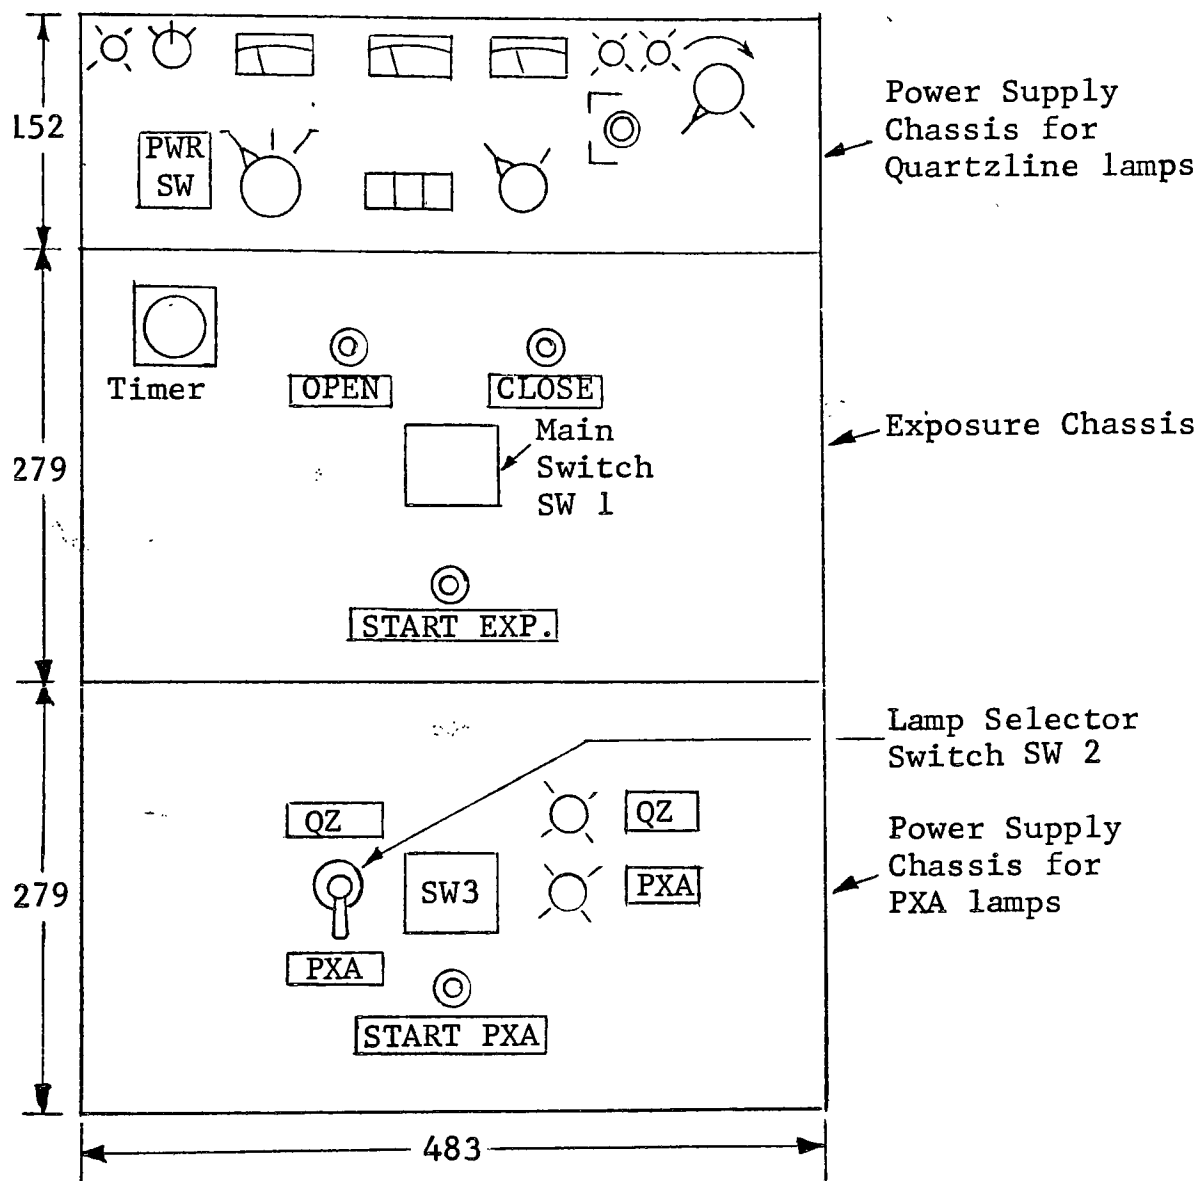 152
PWR
SW
Power Supply
Chassis for
Quartzline lamps
279
Timer
OPEN
CLOSE
Main
Switch
SW 1
START EXP.
Exposure Chassis
Lamp Selector
Switch SW 2
279
QZ
QZ
SW3
PXA
PXA
START PXA
Power Supply
Chassis for
PXA lamps
483